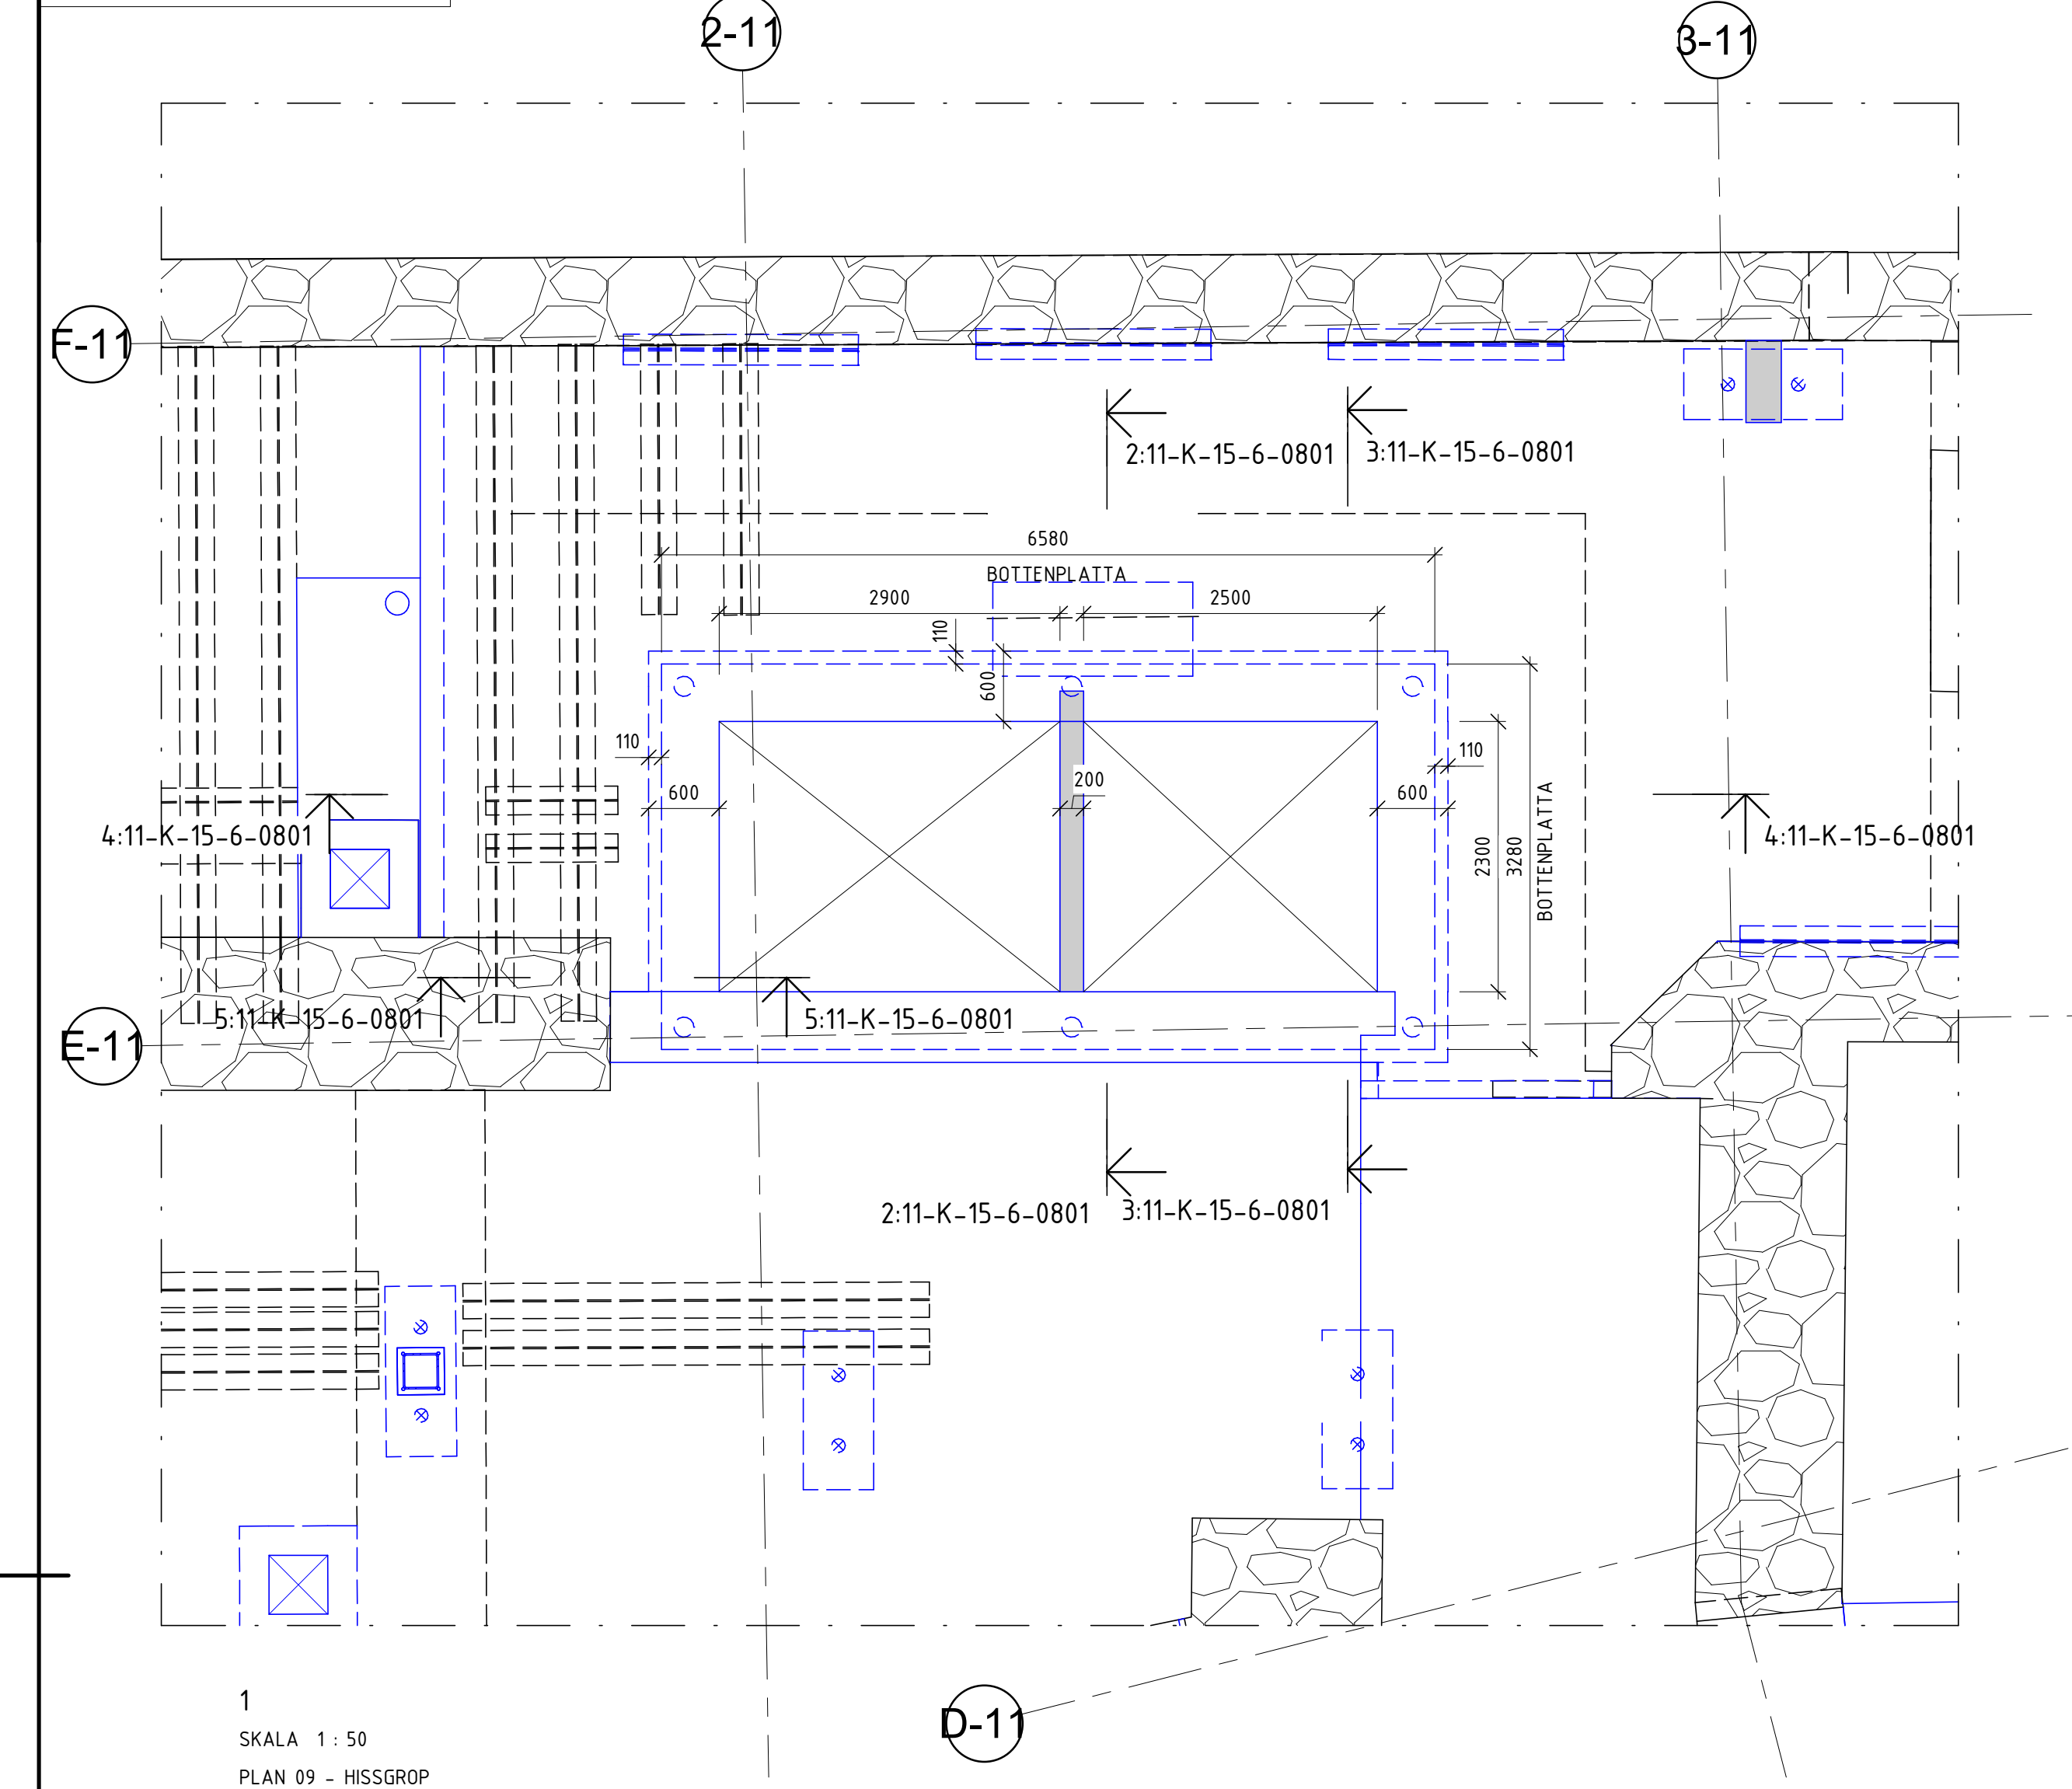 2-11
3-11
F-11
2:11-K-15-6-0801
3:11-K-15-6-0801
6580
BOTTENPLATTA
2900
2500
110
600
110
110
600
200
600
2300
3280
BOTTENPLATTA
4:11-K-15-6-0801
4:11-K-15-6-0801
5:11-K-15-6-0801
5:11-K-15-6-0801
E-11
2:11-K-15-6-0801
3:11-K-15-6-0801
D-11
1
SKALA 1 : 50
PLAN 09 - HISSGROP